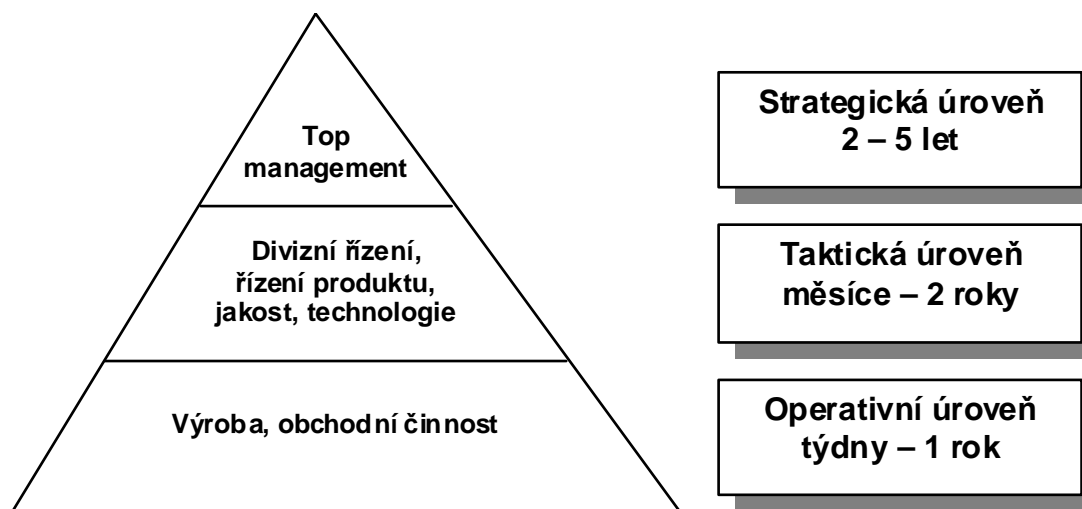 Top
management
Strategická úroveň
2 – 5 let
Divizní řízení,
řízení produktu,
jakost, technologie
Taktická úroveň
měsíce – 2 roky
Výroba, obchodní činnost
Operativní úroveň
týdny – 1 rok